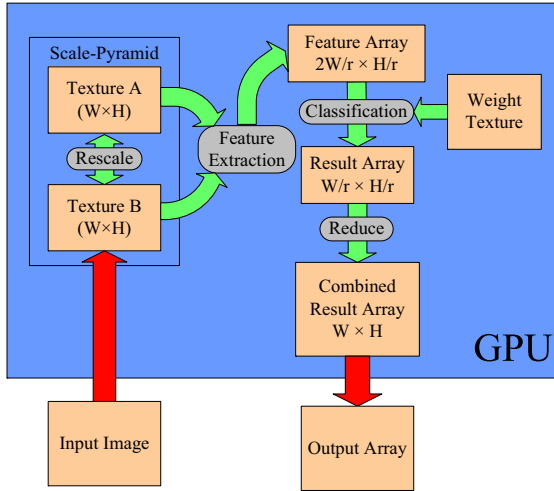 Scale-Pyramid
Texture A
(W×H)
Rescale
Texture B
(W×H)
Feature
Extraction
Feature Array
2W/r × H/r
Classification
Weight
Texture
Result Array
W/r × H/r
Reduce
Combined
Result Array
W × H
GPU
Input Image
Output Array